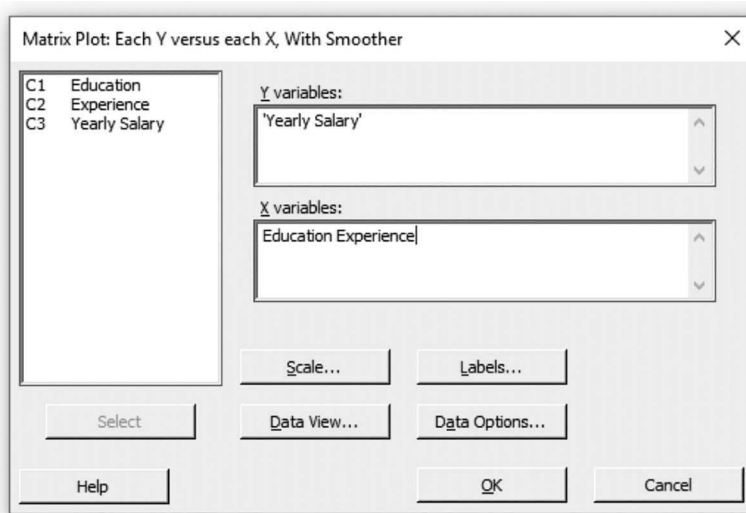 Matrix Plot: Each Y versus each X, With Smoother
C1 Education
C2 Experience
C3 Yearly Salary
Y variables:
'Yearly Salary'
X variables:
Education Experience
Scale...
Labels...
Select
Data View...
Data Options...
Help
OK
Cancel